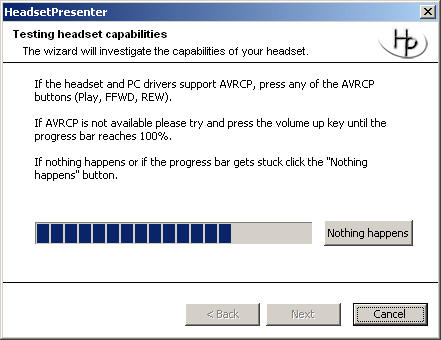 HeadsetPresenter
Testing headset capabilities
The wizard will investigate the capabilities of your headset.
Hp
If the headset and PC drivers support AVRCP, press any of the AVRCP
buttons (Play, FFWD, REW).
If AVRCP is not available please try and press the volume up key until the
progress bar reaches 100%.
If nothing happens or if the progress bar gets stuck click the "Nothing
happens" button.
Nothing happens
< Back
Next
Cancel